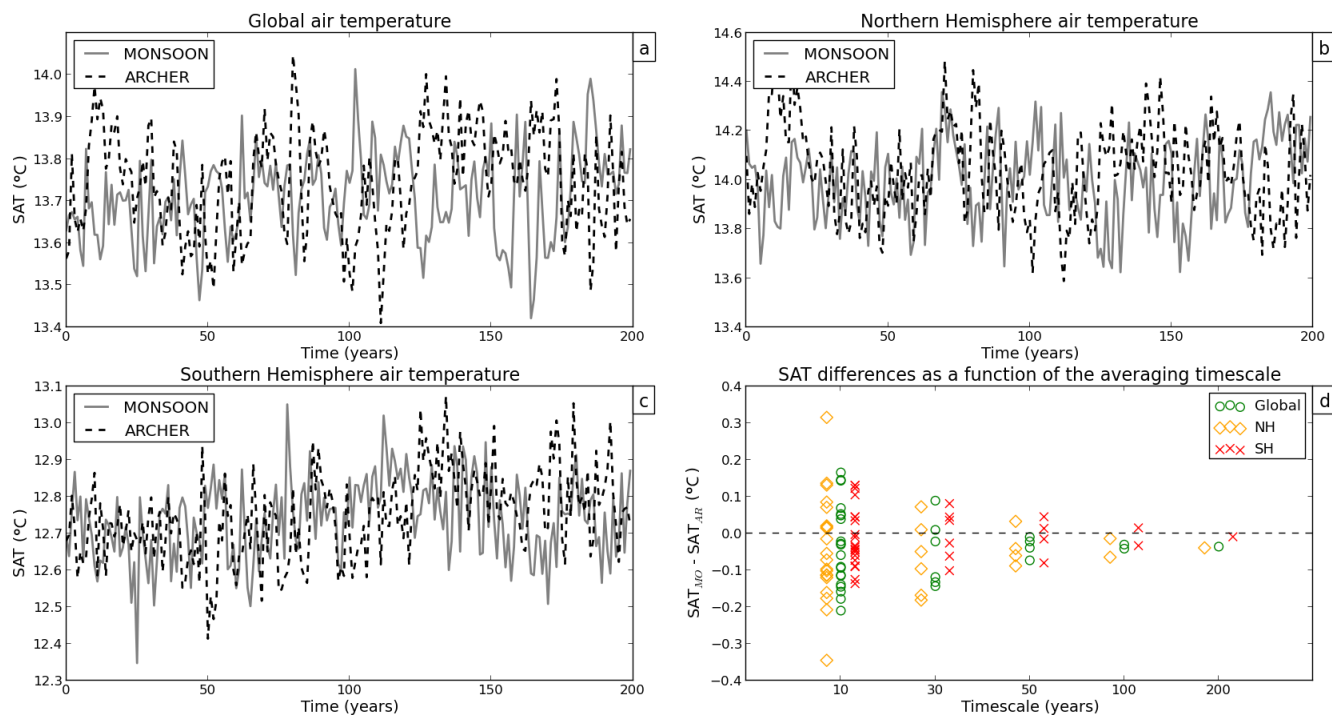 Global air temperature
a
MONSOON
ARCHER
14.0
13.9
13.8
13.7
13.6
13.5
13.4
SAT (°C)
0 50 100 150 200
Time (years)
Northern Hemisphere air temperature
b
MONSOON
ARCHER
14.6
14.4
14.2
14.0
13.8
13.6
13.4
SAT (°C)
0 50 100 150 200
Time (years)
Southern Hemisphere air temperature
c
MONSOON
ARCHER
13.1
13.0
12.9
12.8
12.7
12.6
12.5
12.4
12.3
SAT (°C)
0 50 100 150 200
Time (years)
SAT differences as a function of the averaging timescale
d
Global
NH
SH
0.4
0.3
0.2
0.1
0.0
−0.1
−0.2
−0.3
−0.4
SAT_MO - SAT_AR (°C)
10 30 50 100 200
Timescale (years)